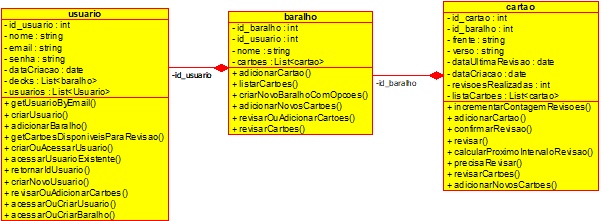 usuario
- id_usuario : int
- nome : string
- email : string
- senha : string
- dataCriacao : date
- decks : List<baralho>
- usuarios : List<Usuario>
+ getUsuarioByEmail()
+ criarUsuario()
+ adicionarBaralho()
+ getCartoesDisponiveisParaRevisao()
+ criarOuAcessarUsuario()
+ acessarUsuarioExistente()
+ retornarIdUsuario()
+ criarNovoUsuario()
+ revisarOuAdicionarCartoes()
+ acessarOuCriarUsuario()
+ acessarOuCriarBaralho()
-id_usuario
baralho
- id_baralho : int
- id_usuario : int
- nome : string
- cartoes : List<cartao>
+ adicionarCartao()
+ listarCartoes()
+ criarNovoBaralhoComOpcoes()
+ adicionarNovosCartoes()
+ revisarOuAdicionarCartoes()
+ revisarCartoes()
-id_baralho
cartao
- id_cartao : int
- id_baralho : int
- frente : string
- verso : string
- dataUltimaRevisao : date
- dataCriacao : date
- revisoesRealizadas : int
- listaCartoes : List<cartao>
+ incrementarContagemRevisoes()
+ adicionarCartao()
+ confirmarRevisao()
+ revisar()
+ calcularProximoIntervaloRevisao()
+ precisaRevisar()
+ revisarCartoes()
+ adicionarNovosCartoes()